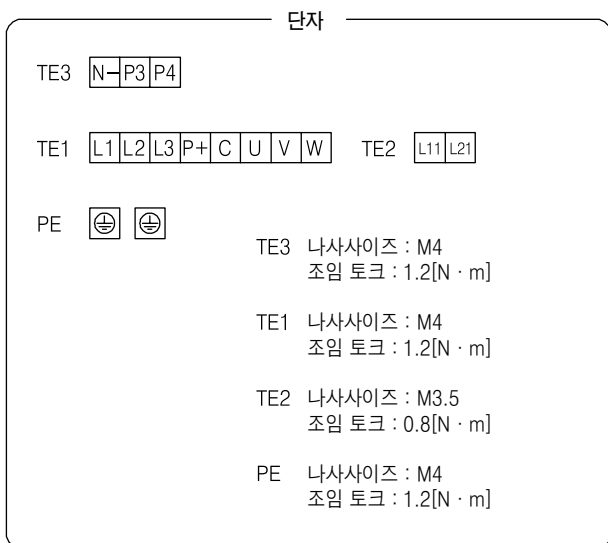 단자
TE3 N- P3 P4
TE1 L1 L2 L3 P+ C U V W TE2 L11 L21
PE
TE3 나사사이즈 : M4
조임 토크 : 1.2[N · m]
TE1 나사사이즈 : M4
조임 토크 : 1.2[N · m]
TE2 나사사이즈 : M3.5
조임 토크 : 0.8[N · m]
PE 나사사이즈 : M4
조임 토크 : 1.2[N · m]